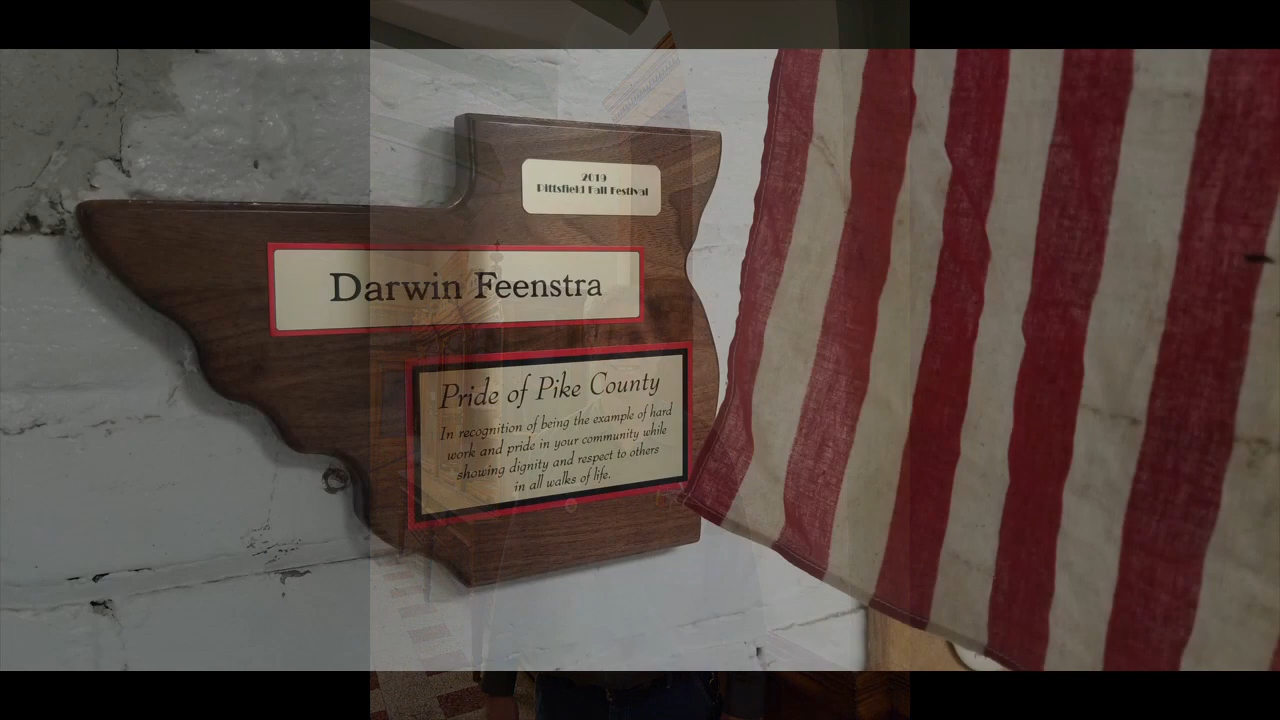 2019
Pittsfield Fall Festival
Darwin Feenstra
Pride of Pike County
In recognition of being the example of hard
work and pride in your community while
showing dignity and respect to others
in all walks of life.